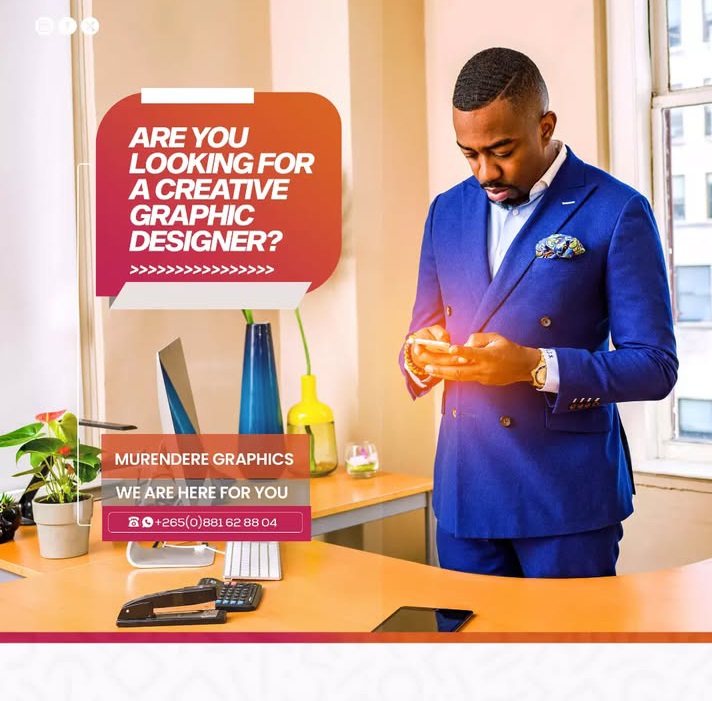 ARE YOU
LOOKING FOR
A CREATIVE
GRAPHIC
DESIGNER?
>>>>>>>>>>>>>>>>
MURENDERE GRAPHICS
WE ARE HERE FOR YOU
+265(0)881 62 88 04